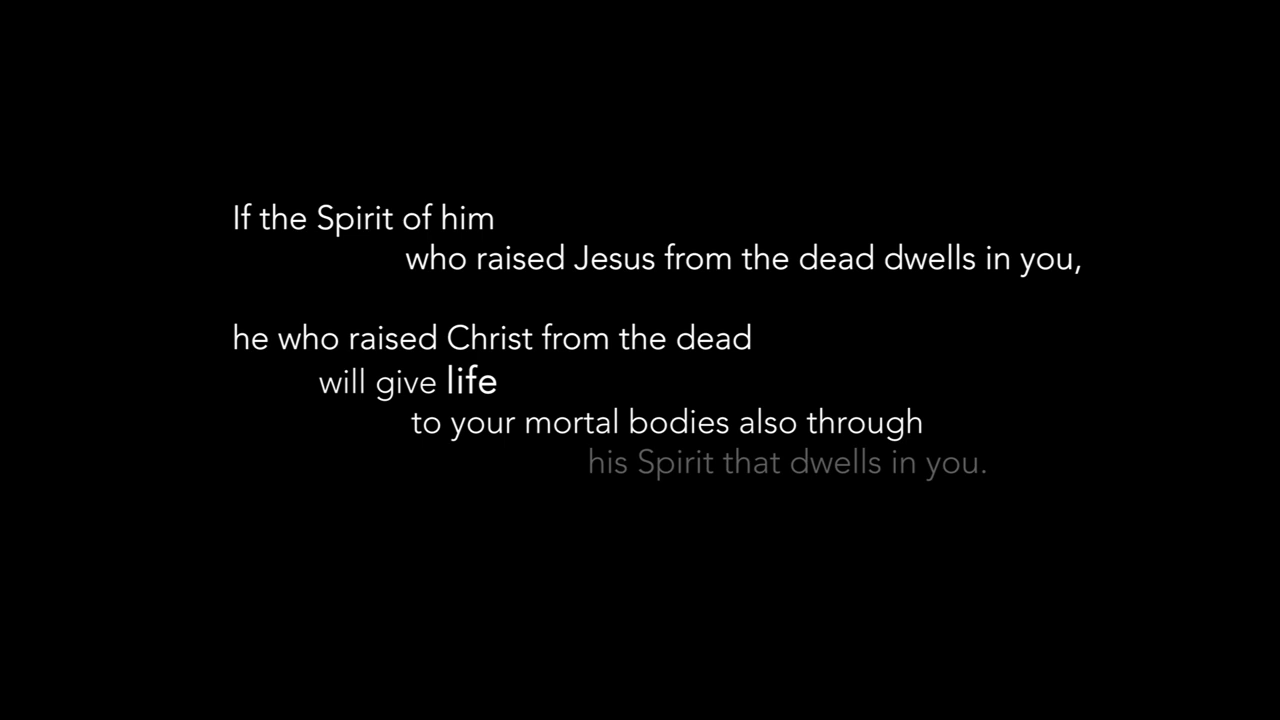 If the Spirit of him
who raised Jesus from the dead dwells in you,
he who raised Christ from the dead
will give life
to your mortal bodies also through
his Spirit that dwells in you.